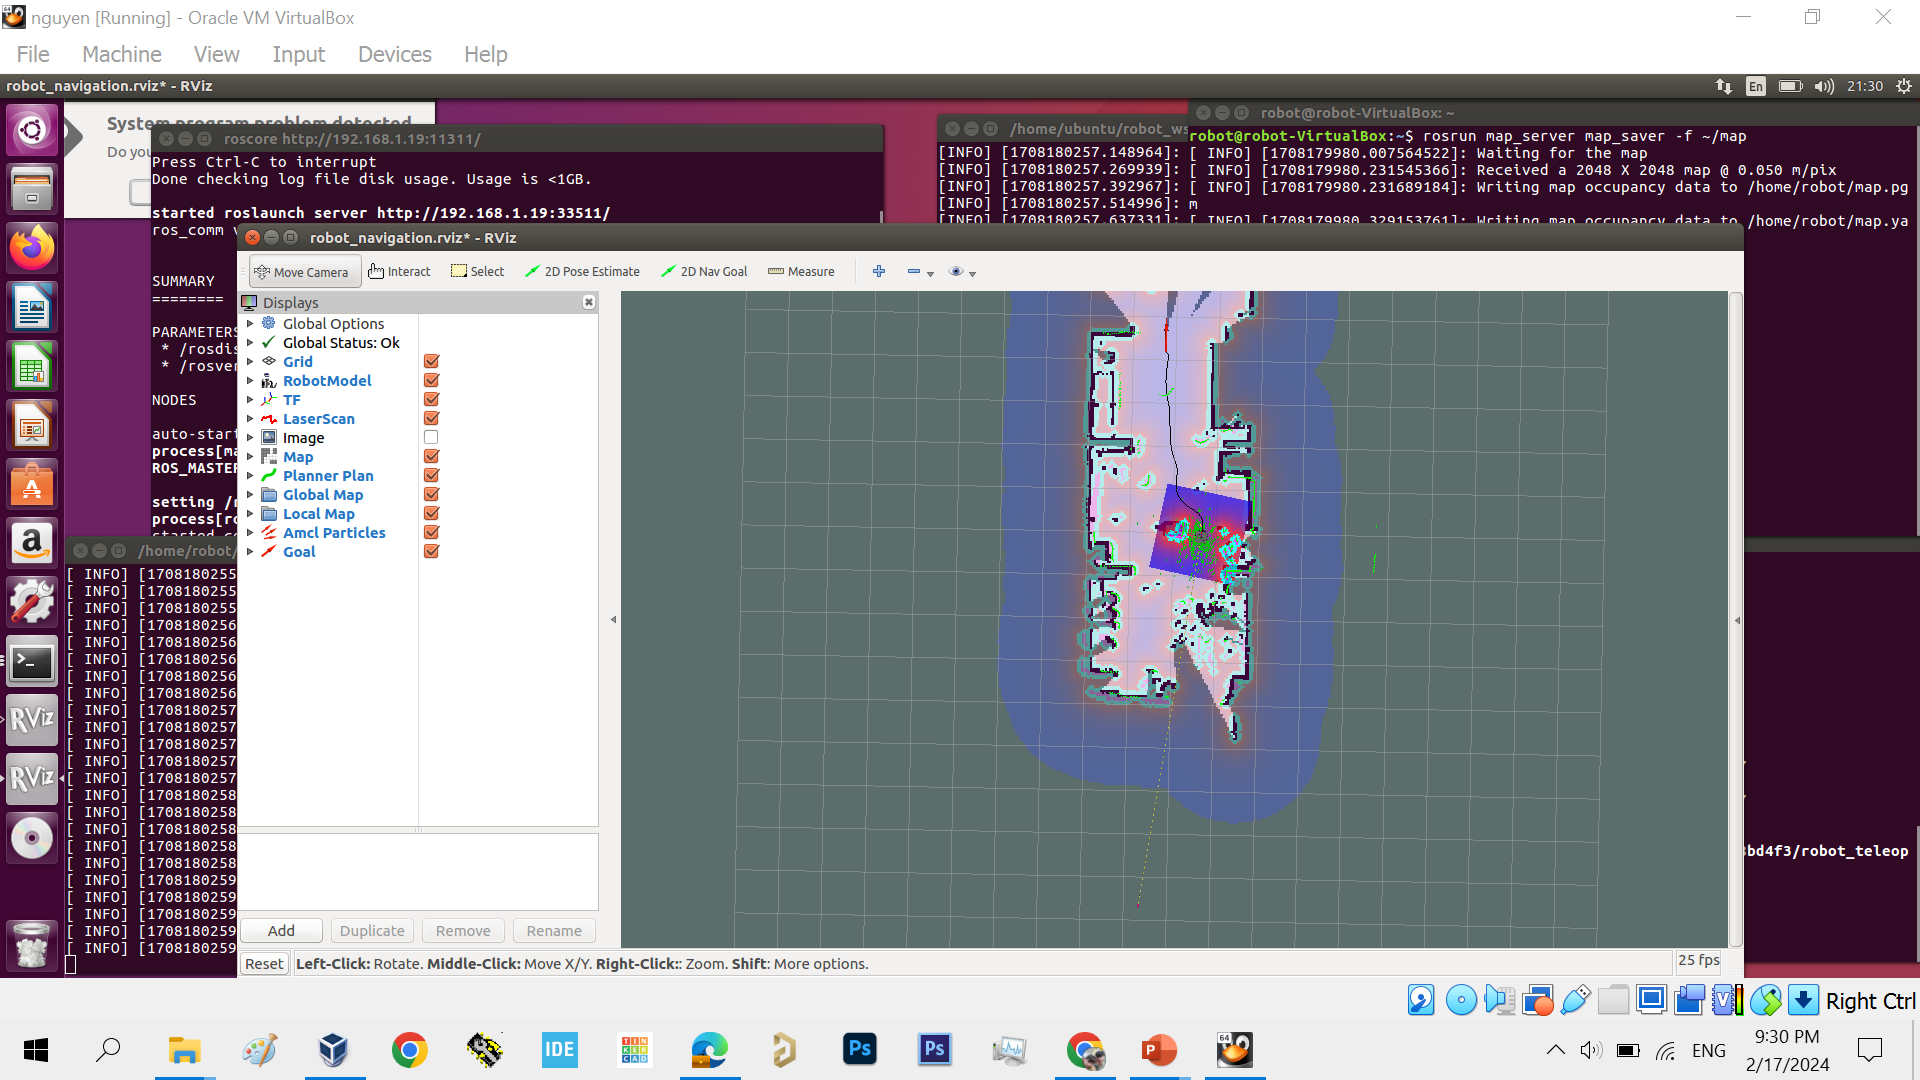 nguyen [Running] - Oracle VM VirtualBox
File Machine View Input Devices Help
robot_navigation.rviz* - RViz
En
21:30
System program problem detected
Do you
roscore http://192.168.1.19:11311/
Press Ctrl-C to interrupt
Done checking log file disk usage. Usage is <1GB.
started roslaunch server http://192.168.1.19:33511/
ros_comm v
SUMMARY
========
PARAMETERS
* /rosdis
* /rosver
NODES
auto-start
process[ma
ROS_MASTER
setting /r
process[ro
started co
/home/ubuntu/robot_ws
[INFO] [1708180257.148964]:
[INFO] [1708180257.269939]:
[INFO] [1708180257.392967]:
[INFO] [1708180257.514996]:
[INFO] [1708180257.637331]:
robot@robot-VirtualBox: ~
robot@robot-VirtualBox:~$ rosrun map_server map_saver -f ~/map
[ INFO] [1708179980.007564522]: Waiting for the map
[ INFO] [1708179980.231545366]: Received a 2048 X 2048 map @ 0.050 m/pix
[ INFO] [1708179980.231689184]: Writing map occupancy data to /home/robot/map.pg
m
[ INFO] [1708179980.329153761]: Writing map occupancy data to /home/robot/map.ya
bd4f3/robot_teleop
/home/robot/
[ INFO] [1708180255
[ INFO] [1708180255
[ INFO] [1708180255
[ INFO] [1708180256
[ INFO] [1708180256
[ INFO] [1708180256
[ INFO] [1708180256
[ INFO] [1708180256
[ INFO] [1708180257
[ INFO] [1708180257
[ INFO] [1708180257
[ INFO] [1708180257
[ INFO] [1708180257
[ INFO] [1708180258
[ INFO] [1708180258
[ INFO] [1708180258
[ INFO] [1708180258
[ INFO] [1708180258
[ INFO] [1708180259
[ INFO] [1708180259
[ INFO] [1708180259
[ INFO] [1708180259
[ INFO] [1708180259
RViz
RViz
robot_navigation.rviz* - RViz
Move Camera Interact Select 2D Pose Estimate 2D Nav Goal Measure
Displays
Global Options
Global Status: Ok
Grid
RobotModel
TF
LaserScan
Image
Map
Planner Plan
Global Map
Local Map
Amcl Particles
Goal
Add Duplicate Remove Rename
Reset Left-Click: Rotate. Middle-Click: Move X/Y. Right-Click:: Zoom. Shift: More options.
25 fps
Right Ctrl
IDE
TIN
KER
CAD
Ps
Ps
64
ENG
9:30 PM
2/17/2024